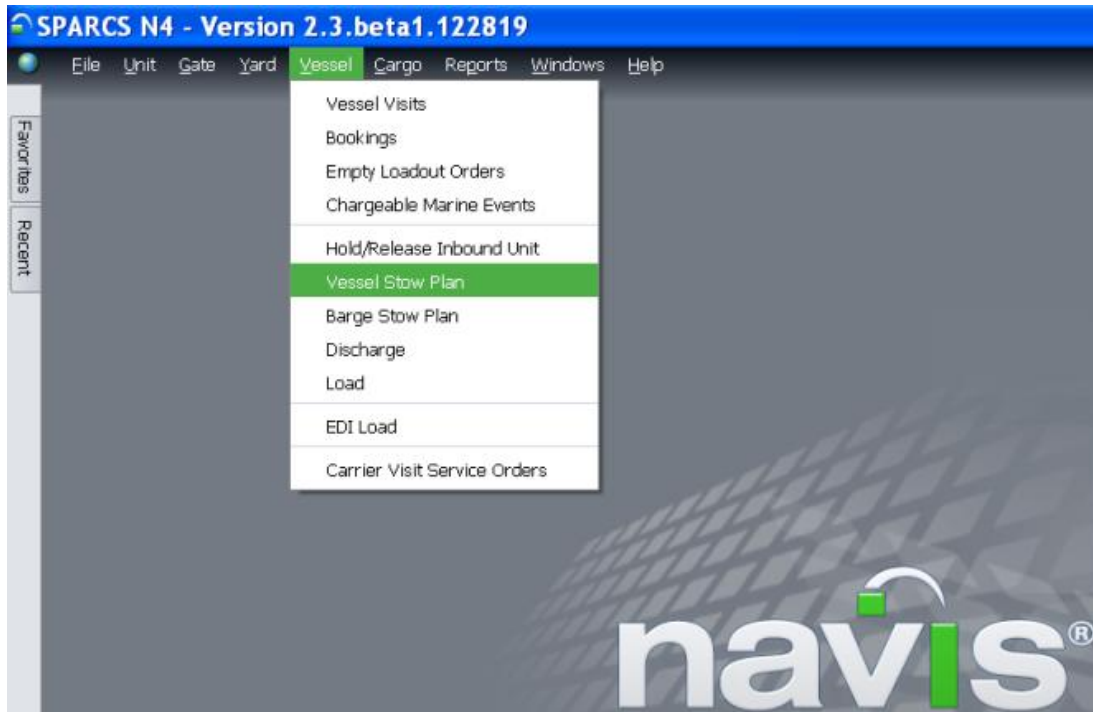 SPARCS N4 - Version 2.3.beta1.122819
File Unit Gate Yard Vessel Cargo Reports Windows Help
Favorites
Recent
Vessel Visits
Bookings
Empty Loadout Orders
Chargeable Marine Events
Hold/Release Inbound Unit
Vessel Stow Plan
Barge Stow Plan
Discharge
Load
EDI Load
Carrier Visit Service Orders
navis®